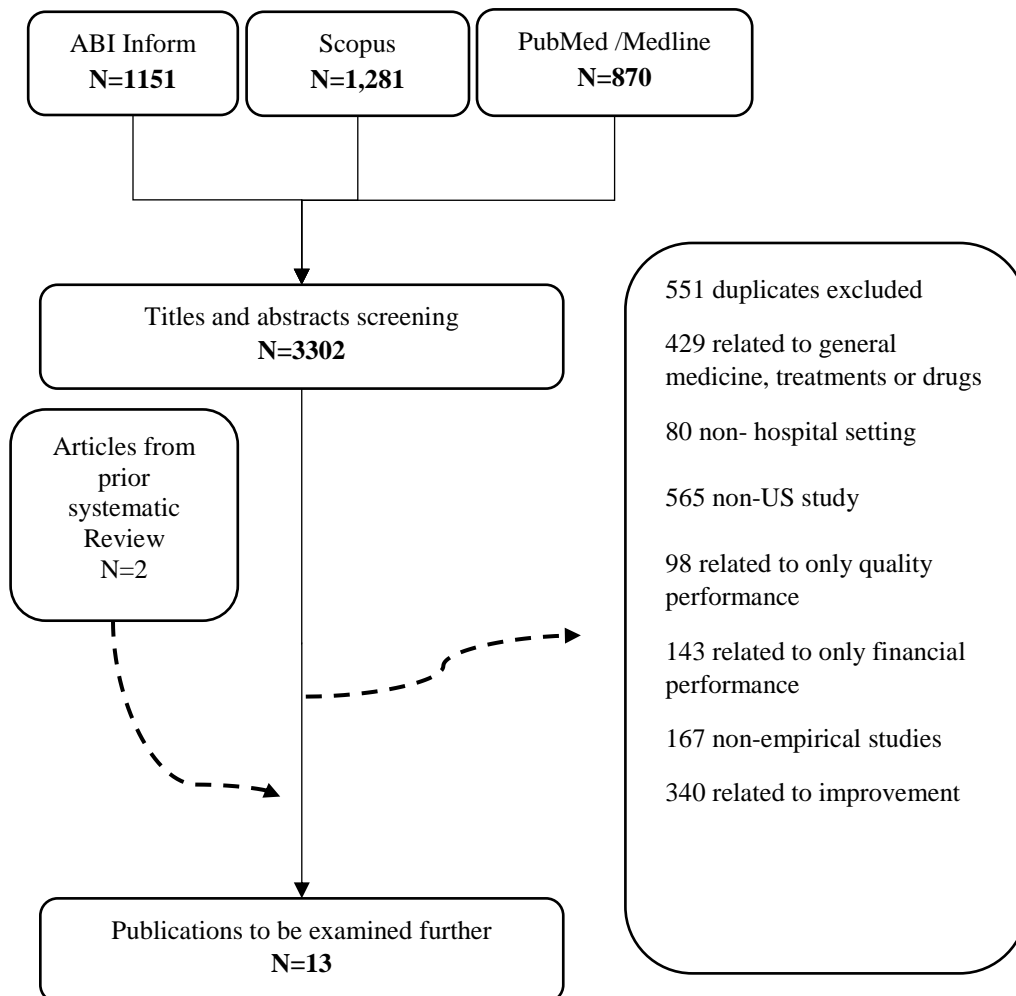 ABI Inform
N=1151
Scopus
N=1,281
PubMed /Medline
N=870
Titles and abstracts screening
N=3302
Articles from
prior
systematic
Review
N=2
551 duplicates excluded
429 related to general
medicine, treatments or drugs
80 non- hospital setting
565 non-US study
98 related to only quality
performance
143 related to only financial
performance
167 non-empirical studies
340 related to improvement
Publications to be examined further
N=13